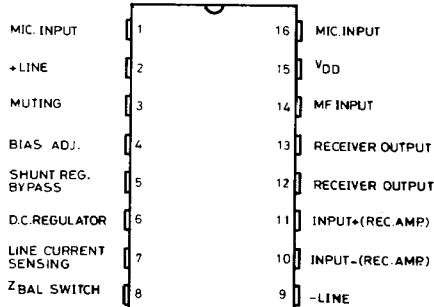 MIC. INPUT 1 16 MIC. INPUT
+LINE 2 15 VDD
MUTING 3 14 MF INPUT
BIAS ADJ. 4 13 RECEIVER OUTPUT
SHUNT REG.
BYPASS 5 12 RECEIVER OUTPUT
D.C.REGULATOR 6 11 INPUT+(REC.AMP.)
LINE CURRENT
SENSING 7 10 INPUT-(REC.AMP.)
ZBAL SWITCH 8 9 -LINE